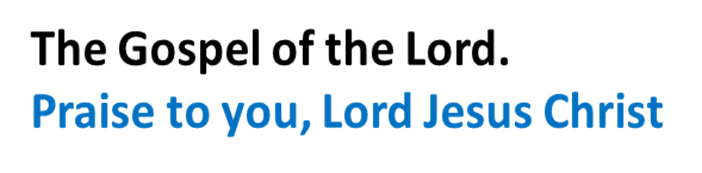 The Gospel of the Lord.
Praise to you, Lord Jesus Christ